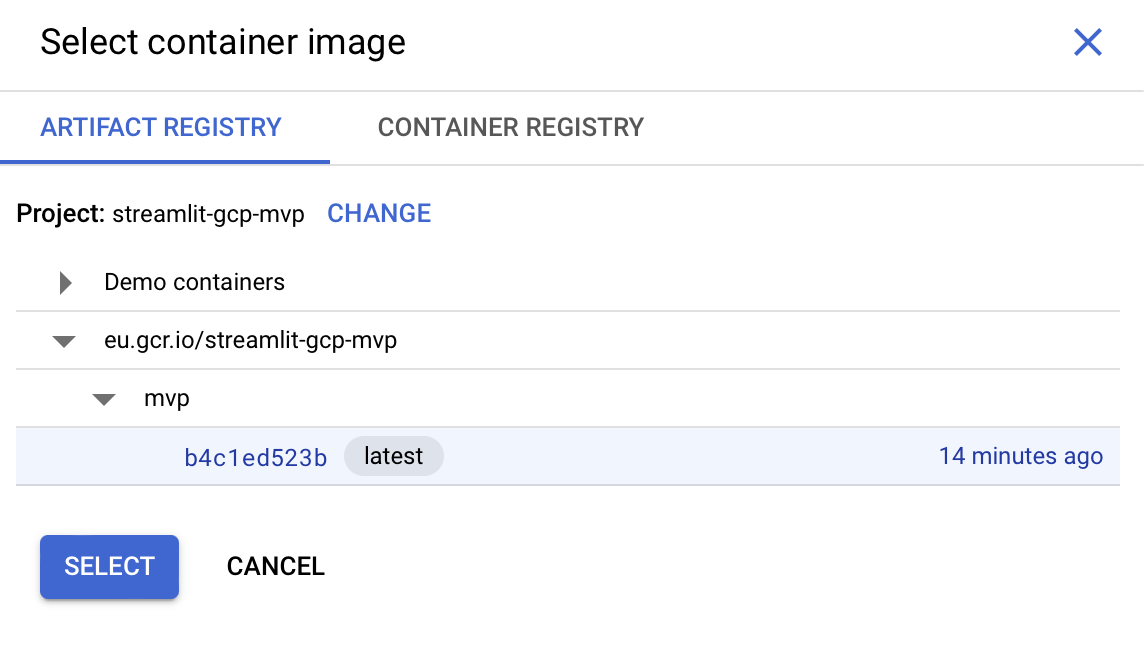 Select container image
ARTIFACT REGISTRY CONTAINER REGISTRY
Project: streamlit-gcp-mvp CHANGE
Demo containers
eu.gcr.io/streamlit-gcp-mvp
mvp
b4c1ed523b latest 14 minutes ago
SELECT CANCEL